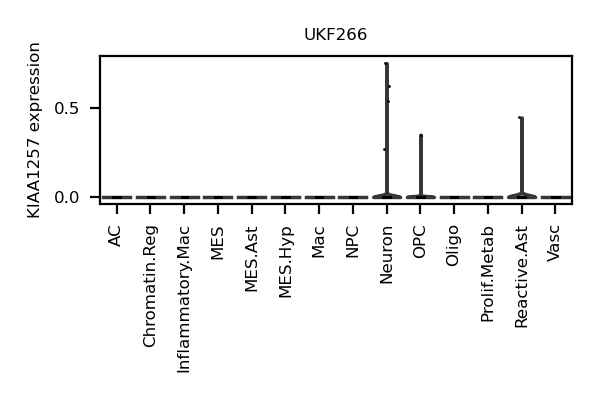 UKF266
KIAA1257 expression
0.5
0.0
AC
Chromatin.Reg
Inflammatory.Mac
MES
MES.Ast
MES.Hyp
Mac
NPC
Neuron
OPC
Oligo
Prolif.Metab
Reactive.Ast
Vasc